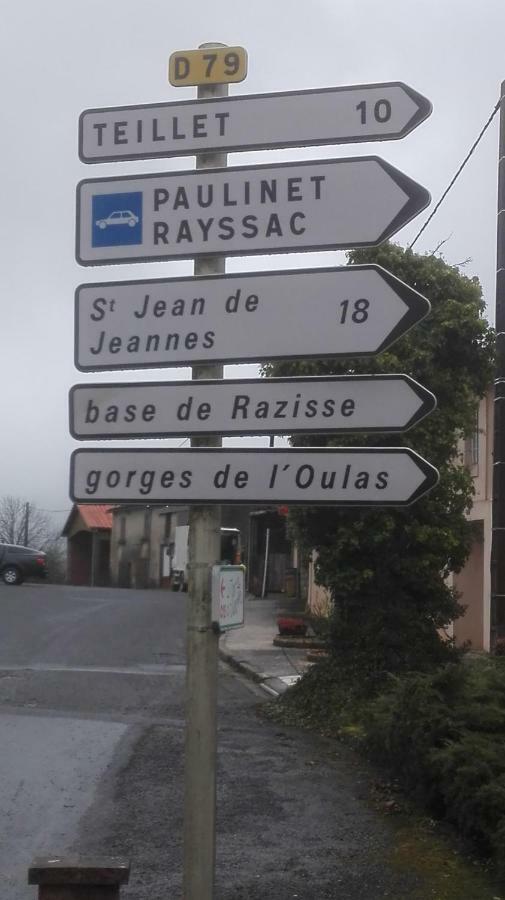 D 79
TEILLET 10
PAULINET
RAYSSAC
St Jean de
Jeannes 18
base de Razisse
gorges de l'Oulas